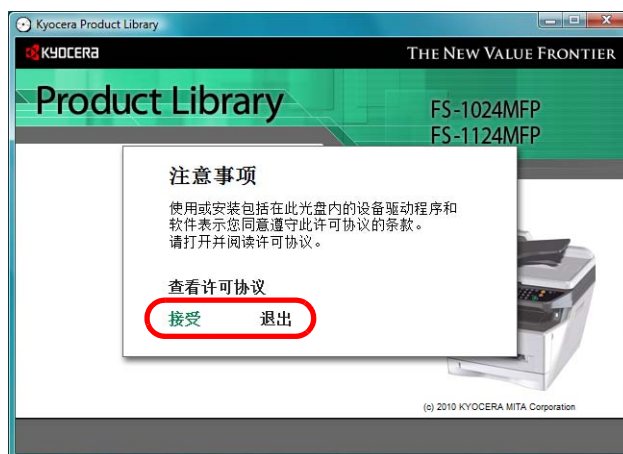 Kyocera Product Library
KYOCERA
THE NEW VALUE FRONTIER
Product Library
FS-1024MFP
FS-1124MFP
注意事项
使用或安装包括在此光盘内的设备驱动程序和
软件表示您同意遵守此许可协议的条款。
请打开并阅读许可协议。
查看许可协议
接受 退出
(c) 2010 KYOCERA MITA Corporation